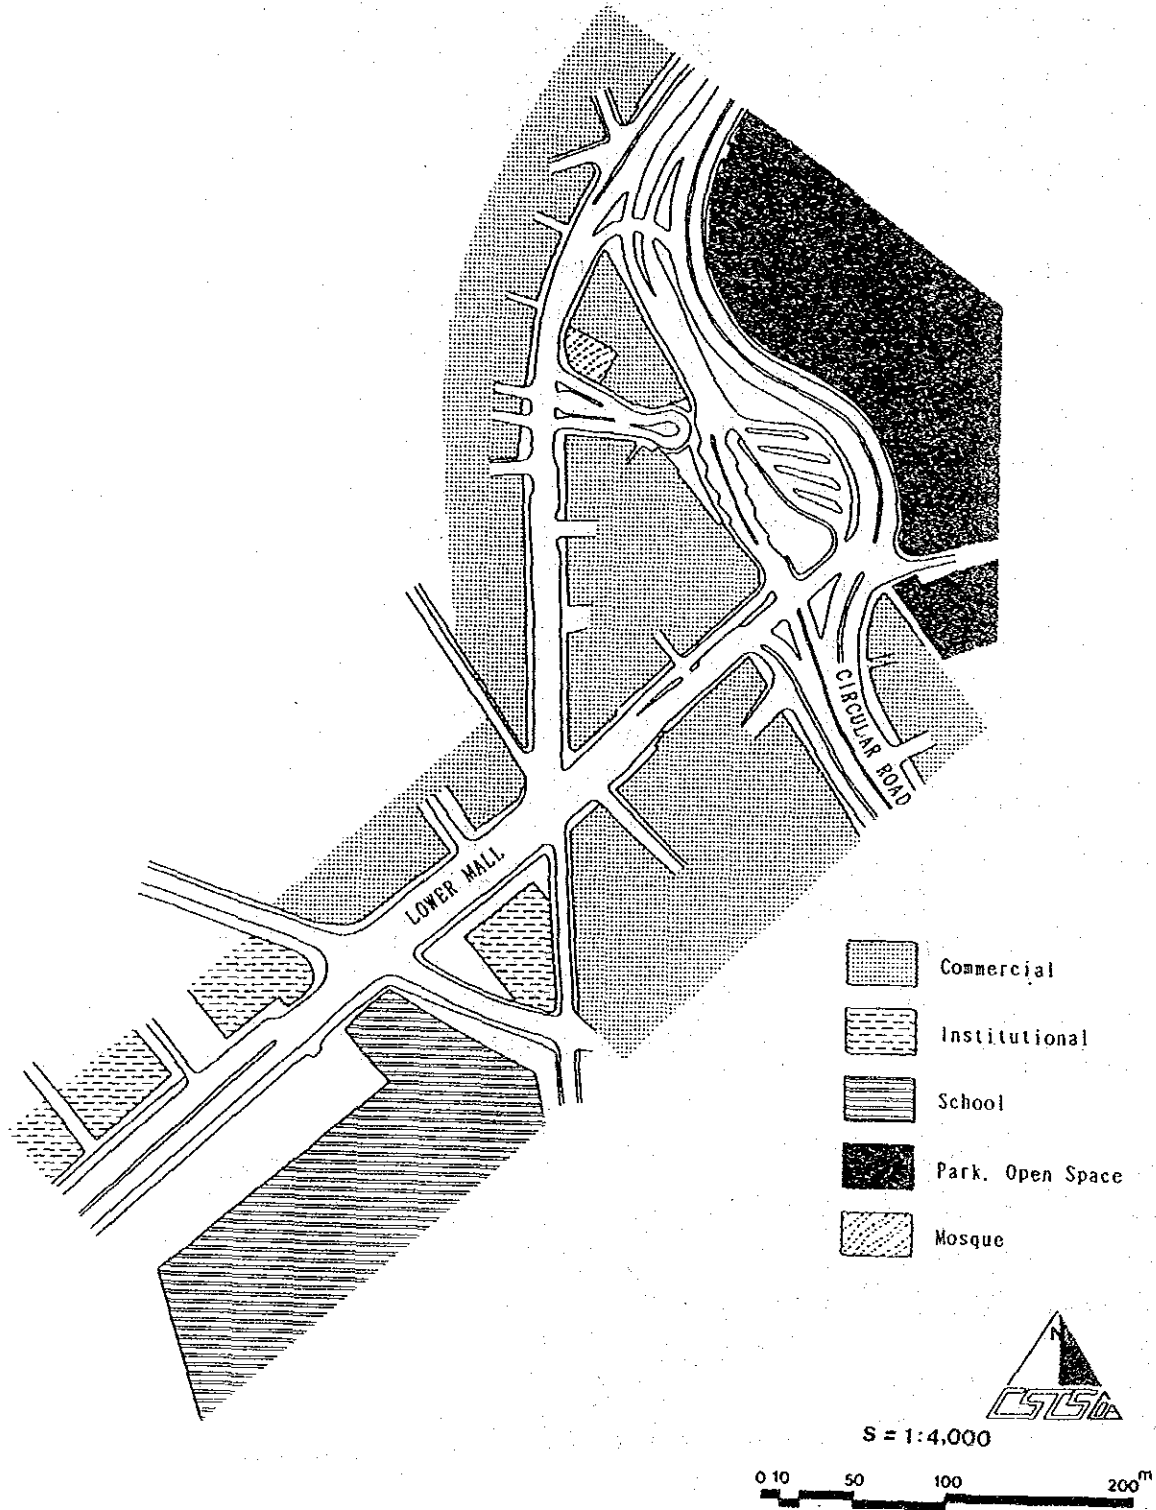 CIRCULAR ROAD
LOWER MALL
Commercial
Institutional
School
Park. Open Space
Mosque
N
S = 1:4,000
0 10 50 100 200m